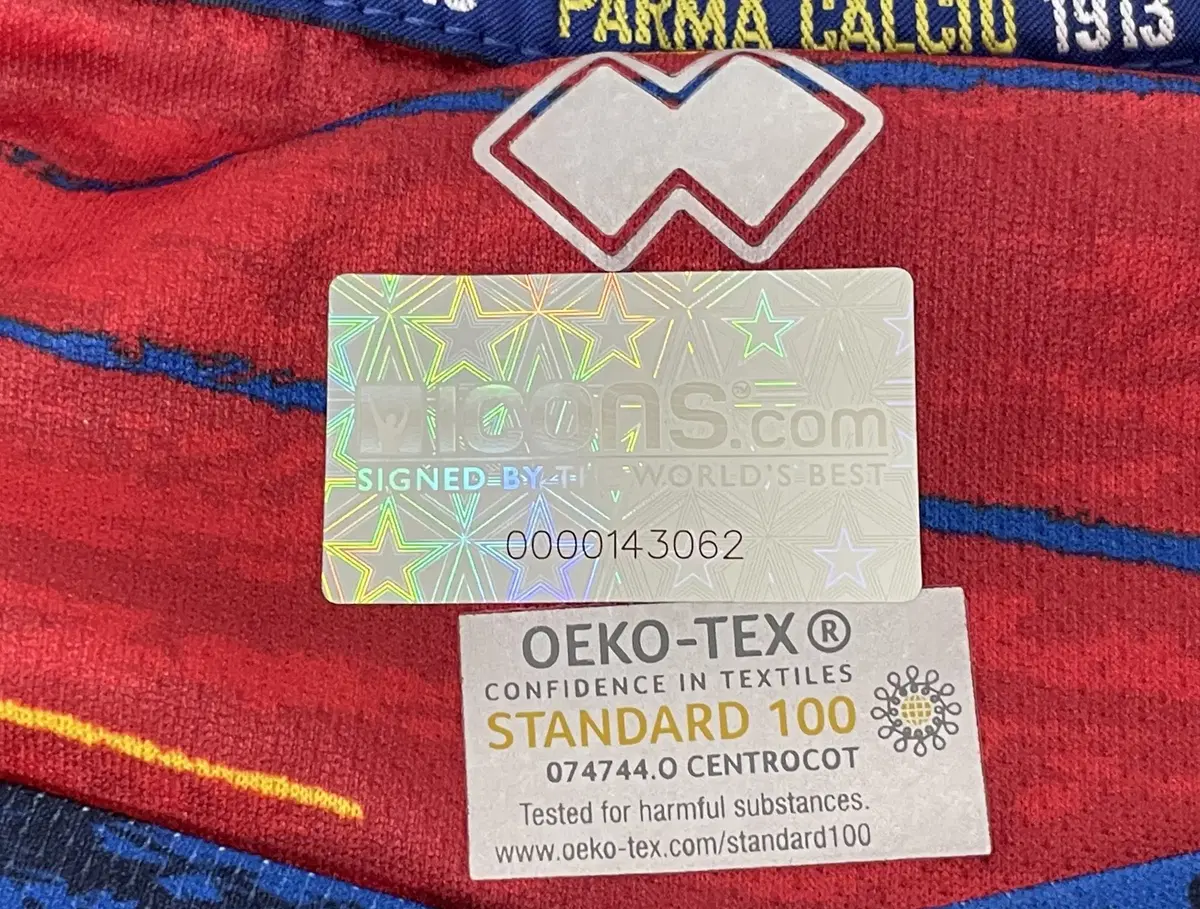 PARMA CALCIO 1913
ICONS™.com
SIGNED BY THE WORLD'S BEST
0000143062
OEKO-TEX®
CONFIDENCE IN TEXTILES
STANDARD 100
074744.O CENTROCOT
Tested for harmful substances.
www.oeko-tex.com/standard100